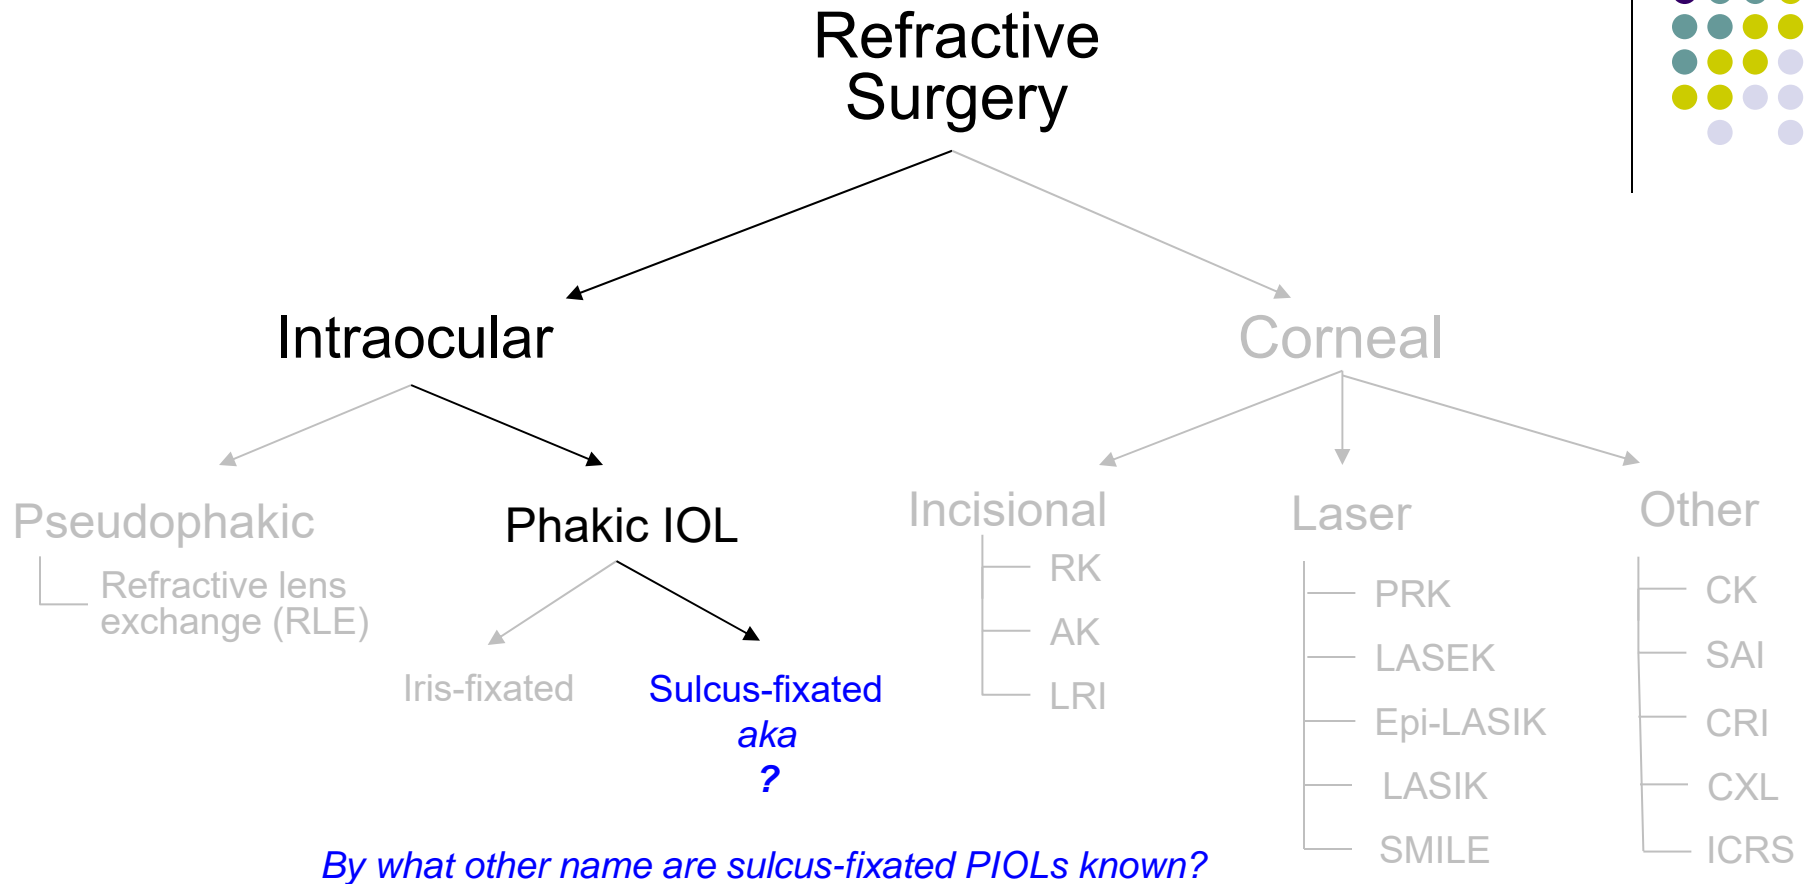 Refractive
Surgery
Intraocular
Corneal
Pseudophakic
Refractive lens
exchange (RLE)
Phakic IOL
Iris-fixated
Sulcus-fixated
aka
?
Incisional
RK
AK
LRI
Laser
PRK
LASEK
Epi-LASIK
LASIK
SMILE
Other
CK
SAI
CRI
CXL
ICRS
By what other name are sulcus-fixated PIOLs known?